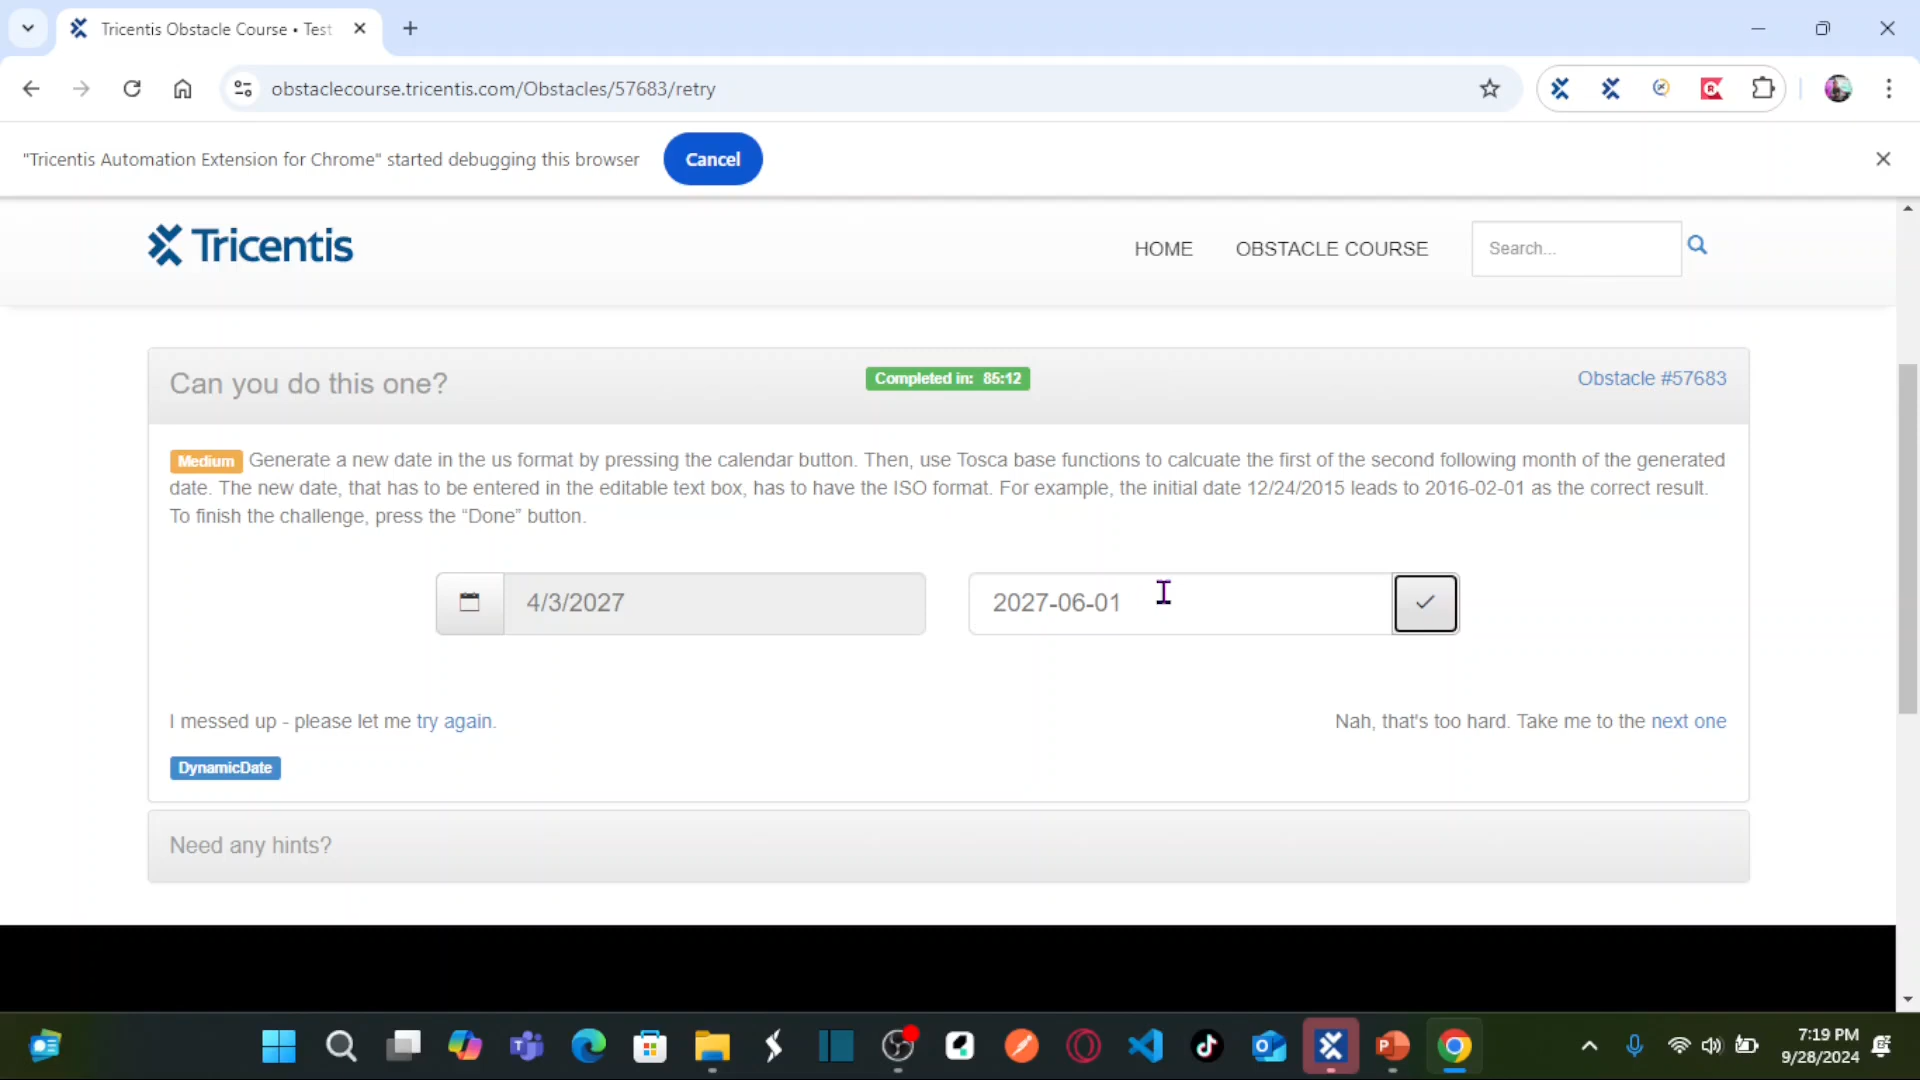 Tricentis Obstacle Course • Test
obstaclecourse.tricentis.com/Obstacles/57683/retry
"Tricentis Automation Extension for Chrome" started debugging this browser
Cancel
Tricentis
HOME
OBSTACLE COURSE
Search...
Can you do this one?
Completed in: 85:12
Obstacle #57683
Medium Generate a new date in the us format by pressing the calendar button. Then, use Tosca base functions to calcuate the first of the second following month of the generated
date. The new date, that has to be entered in the editable text box, has to have the ISO format. For example, the initial date 12/24/2015 leads to 2016-02-01 as the correct result.
To finish the challenge, press the “Done” button.
4/3/2027
2027-06-01
I messed up - please let me try again.
Nah, that's too hard. Take me to the next one
DynamicDate
Need any hints?
7:19 PM
9/28/2024